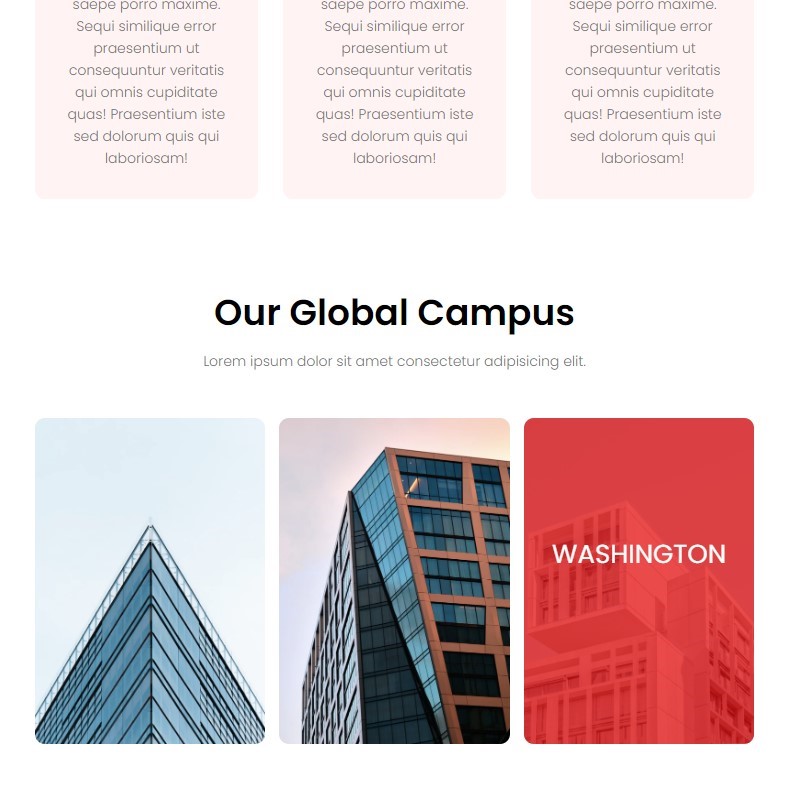 saepe porro maxime.
Sequi similique error
praesentium ut
consequuntur veritatis
qui omnis cupiditate
quas! Praesentium iste
sed dolorum quis qui
laboriosam!
saepe porro maxime.
Sequi similique error
praesentium ut
consequuntur veritatis
qui omnis cupiditate
quas! Praesentium iste
sed dolorum quis qui
laboriosam!
saepe porro maxime.
Sequi similique error
praesentium ut
consequuntur veritatis
qui omnis cupiditate
quas! Praesentium iste
sed dolorum quis qui
laboriosam!
Our Global Campus
Lorem ipsum dolor sit amet consectetur adipisicing elit.
WASHINGTON